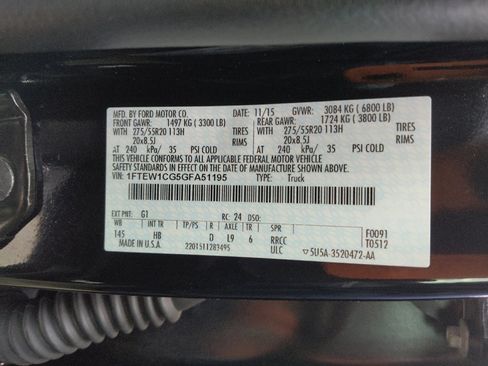 MFD. BY FORD MOTOR CO. 11/15 GVWR: 3084 KG (6800 LB)
FRONT GAWR: 1497 KG (3300 LB) REAR GAWR: 1724 KG (3800 LB)
WITH 275/55R20 113H TIRES WITH 275/55R20 113H TIRES
20x8.5J RIMS 20x8.5J RIMS
AT 240 kPa/ 35 PSI COLD AT 240 kPa/ 35 PSI COLD
THIS VEHICLE CONFORMS TO ALL APPLICABLE FEDERAL MOTOR VEHICLE
SAFETY STANDARDS IN EFFECT ON THE DATE OF MANUFACTURE SHOWN ABOVE.
VIN: 1FTEW1CG5GFA51195 TYPE: Truck
EXT PNT: G1 RC: 24 DSO:
WB TP/PS R AXLE TR SPR F0091
145 HB D L9 6 RRCC T0512
MADE IN U.S.A. 2201511283495 ULC 5U5A-3520472-AA